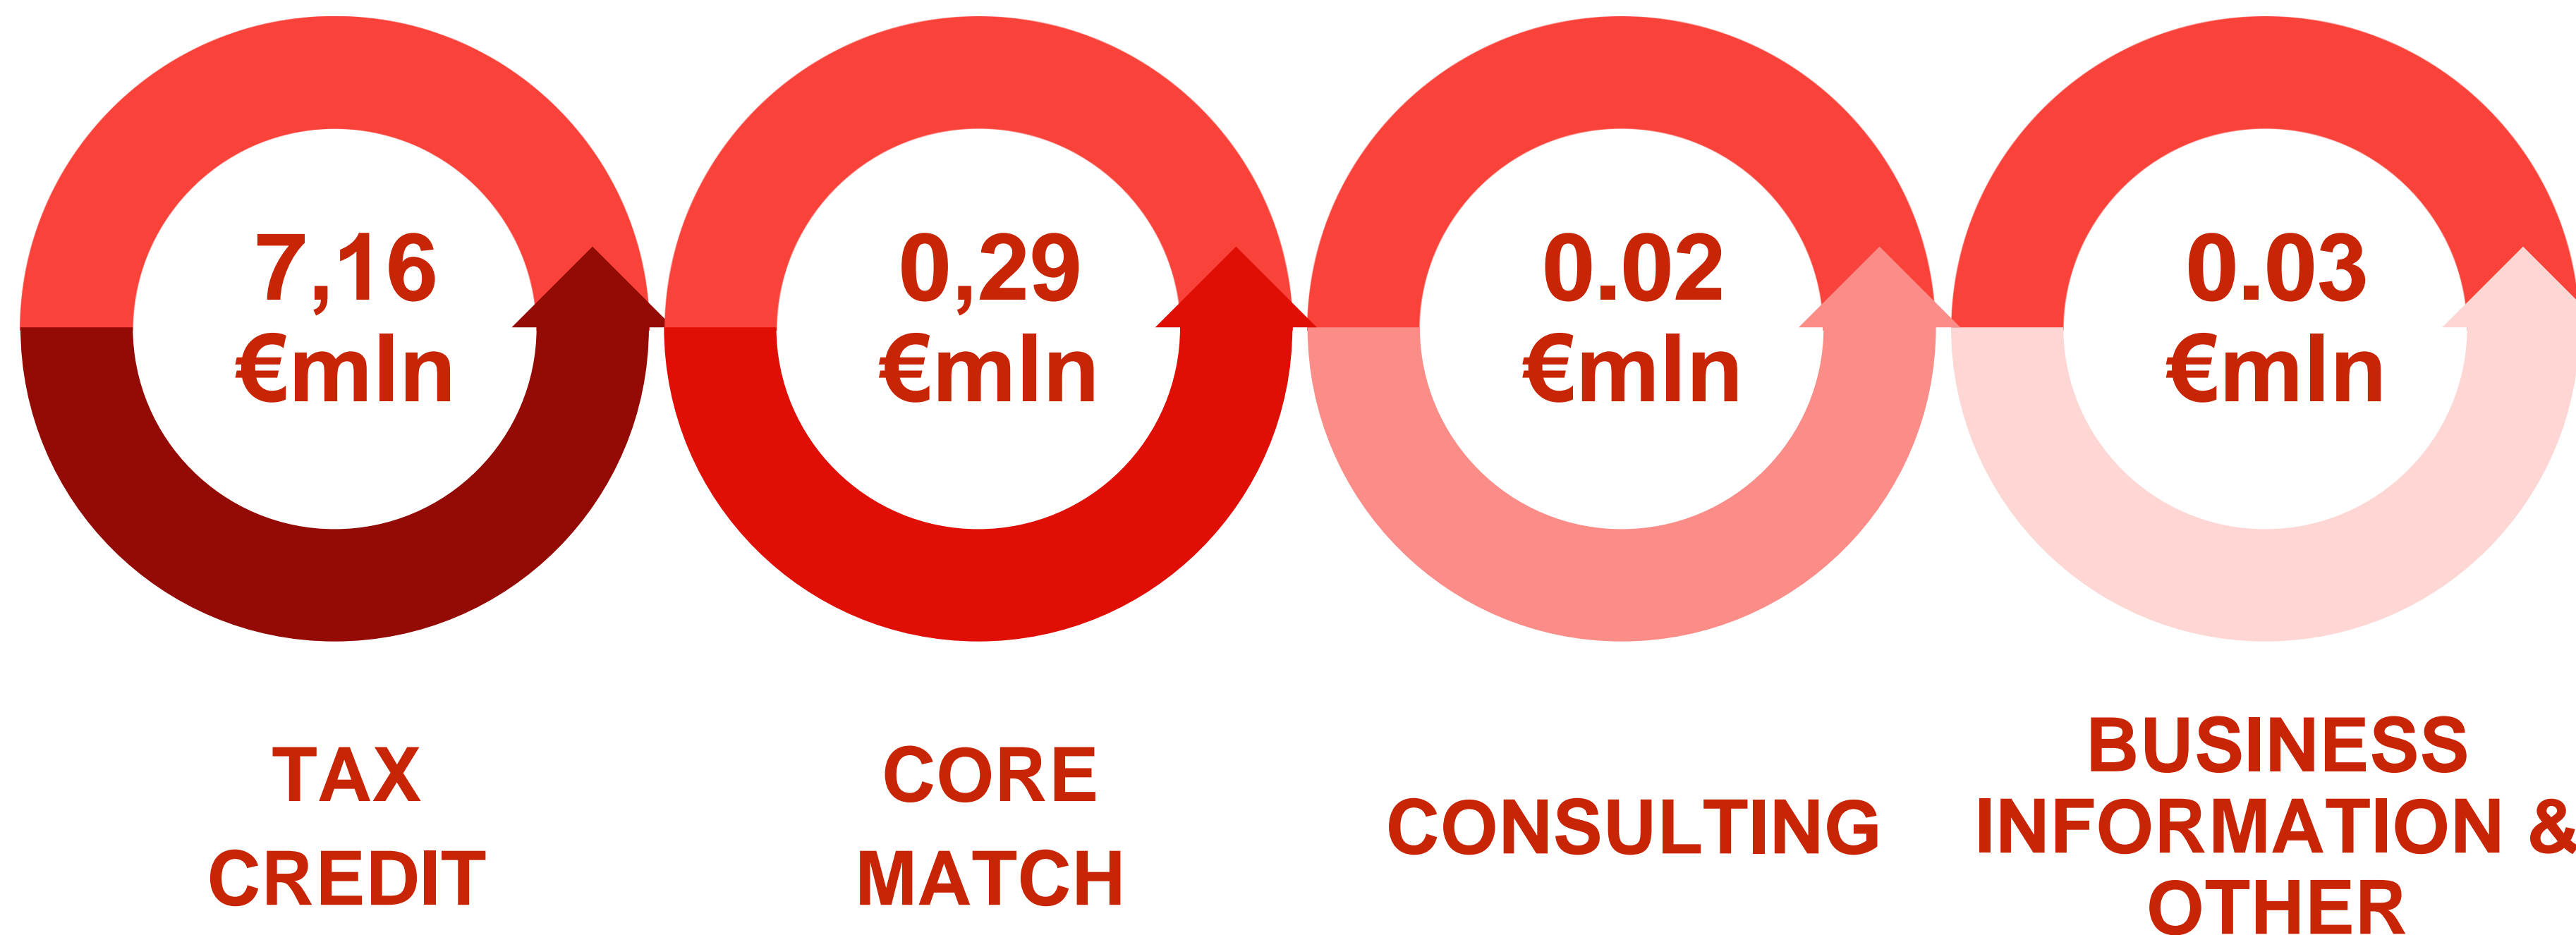 7,16
€mln
0,29
€mln
0.02
€mln
0.03
€mln
TAX
CREDIT
CORE
MATCH
CONSULTING
BUSINESS
INFORMATION &
OTHER